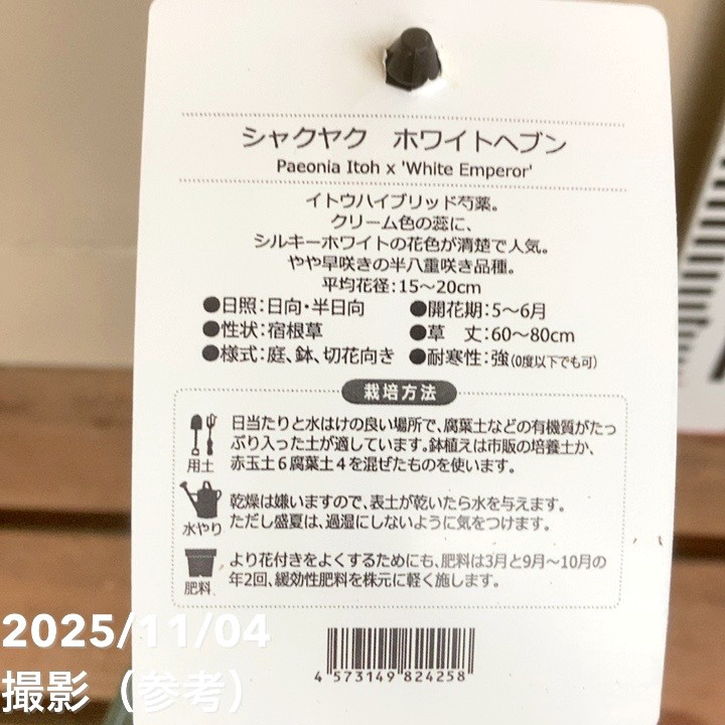 シャクヤク　ホワイトヘブン
Paeonia Itoh x 'White Emperor'
イトウハイブリッド芍薬。
クリーム色の蕊に、
シルキーホワイトの花色が清楚で人気。
やや早咲きの半八重咲き品種。
平均花径:15～20cm
●日照:日向・半日向　●開花期:5～6月
●性状:宿根草　●草　丈:60～80cm
●様式:庭、鉢、切花向き　●耐寒性:強(0度以下でも可)
栽培方法
日当たりと水はけの良い場所で、腐葉土などの有機質がたっ
ぷり入った土が適しています。鉢植えは市販の培養土か、
赤玉土6腐葉土4を混ぜたものを使います。
用土
乾燥は嫌いますので、表土が乾いたら水を与えます。
ただし盛夏は、過湿にしないように気をつけます。
水やり
より花付きをよくするためにも、肥料は3月と9月～10月の
年2回、緩効性肥料を株元に軽く施します。
肥料
4 573149 824258
2025/11/04
撮影（参考）